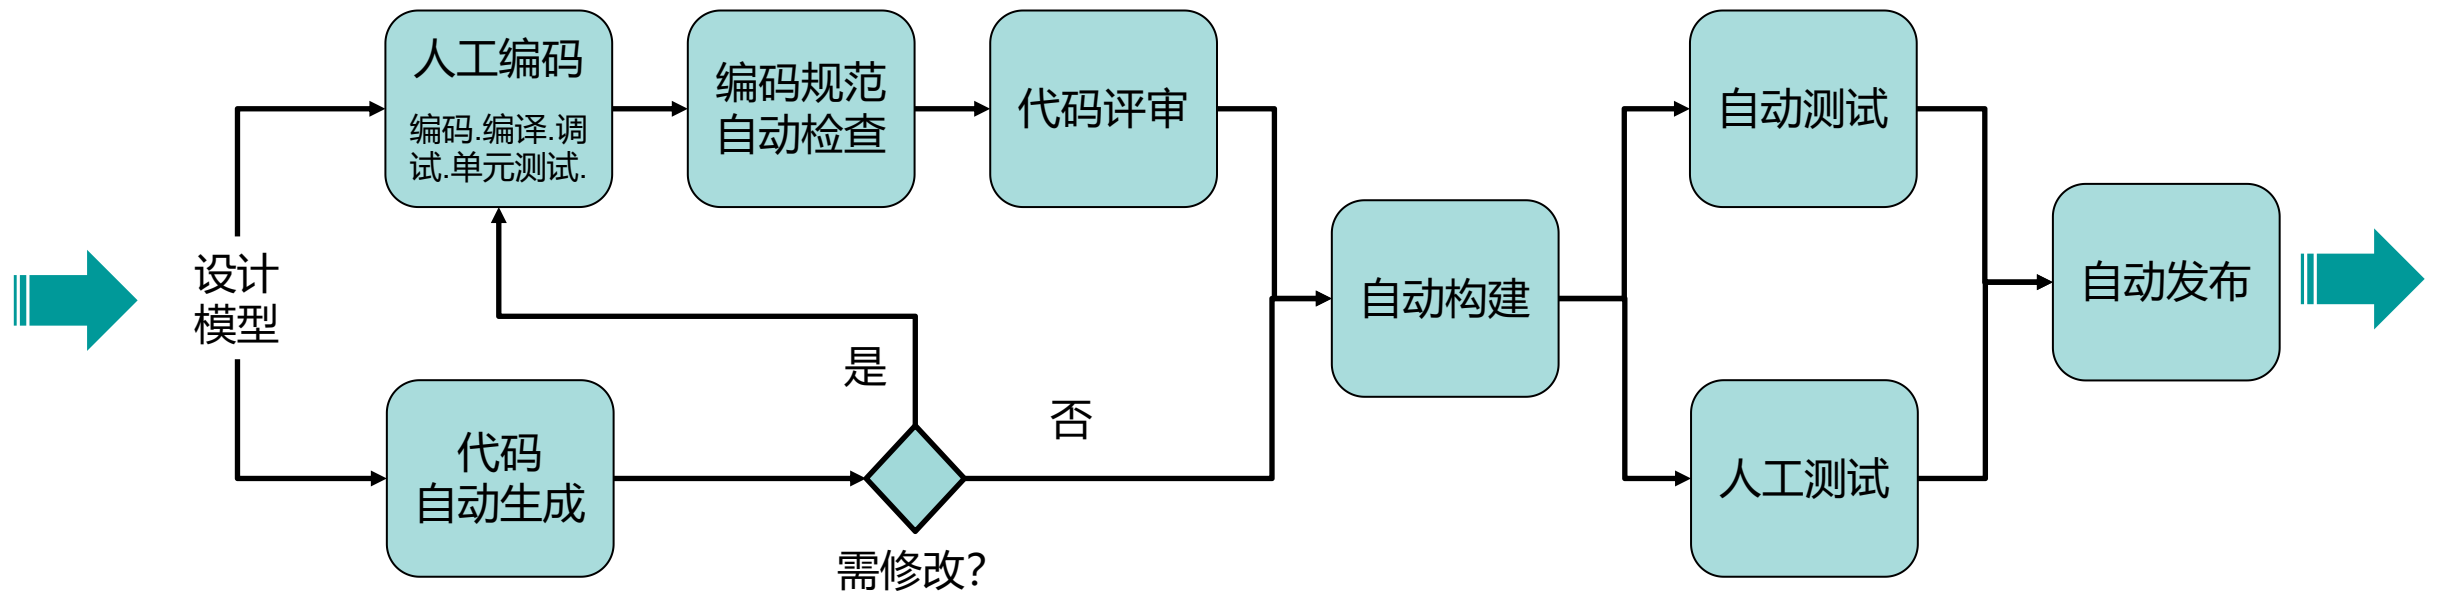 设计
模型
人工编码
编码.编译.调
试.单元测试.
编码规范
自动检查
代码评审
代码
自动生成
是
否
需修改?
自动构建
自动测试
人工测试
自动发布